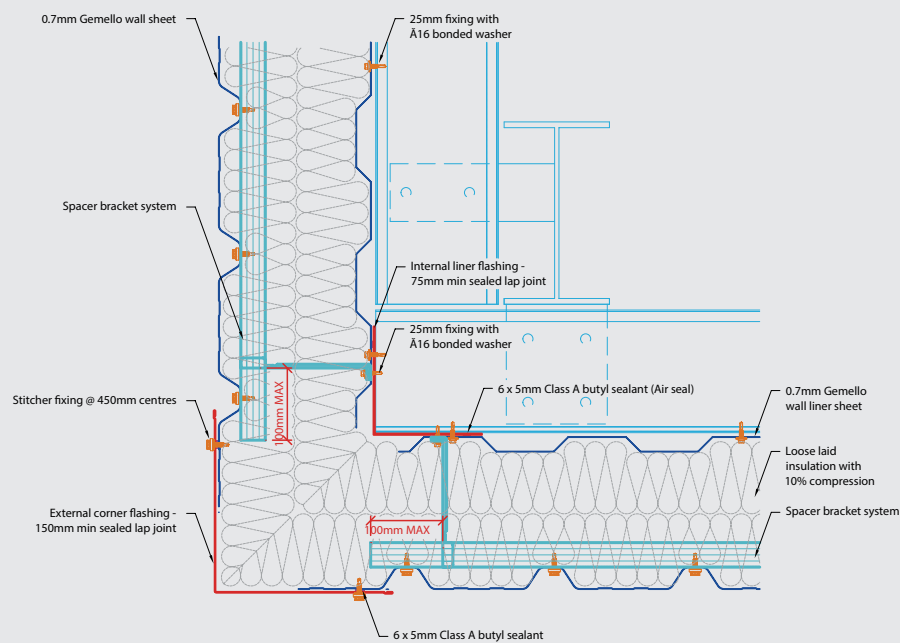 0.7mm Gemello wall sheet
25mm fixing with
Ā16 bonded washer
Spacer bracket system
Internal liner flashing -
75mm min sealed lap joint
25mm fixing with
Ā16 bonded washer
100mm MAX
Stitcher fixing @ 450mm centres
6 x 5mm Class A butyl sealant (Air seal)
0.7mm Gemello
wall liner sheet
Loose laid
insulation with
10% compression
External corner flashing -
150mm min sealed lap joint
100mm MAX
Spacer bracket system
6 x 5mm Class A butyl sealant